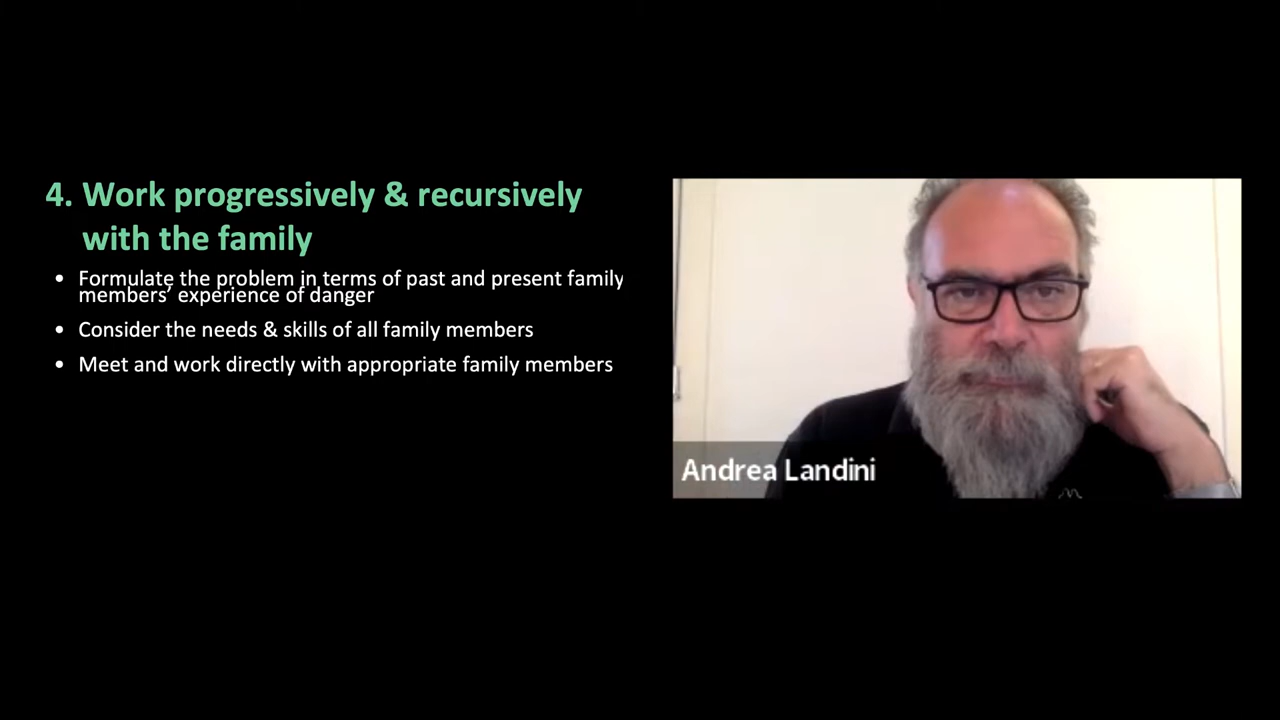 4. Work progressively & recursively
with the family
• Formulate the problem in terms of past and present family
members’ experience of danger
• Consider the needs & skills of all family members
• Meet and work directly with appropriate family members
Andrea Landini